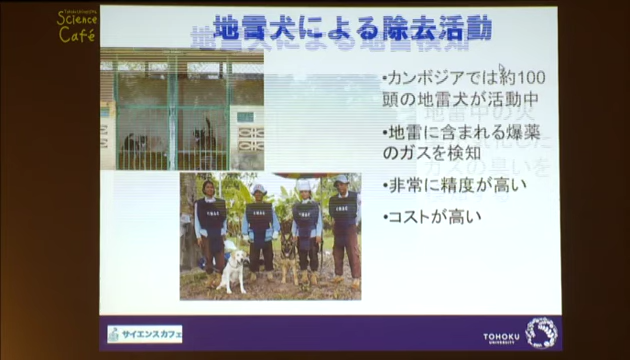 Science
Café
地雷犬による除去活動
•カンボジアでは約100
頭の地雷犬が活動中
•地雷に含まれる爆薬
のガスを検知
•非常に精度が高い
•コストが高い
サイエンスカフェ
TOHOKU
UNIVERSITY